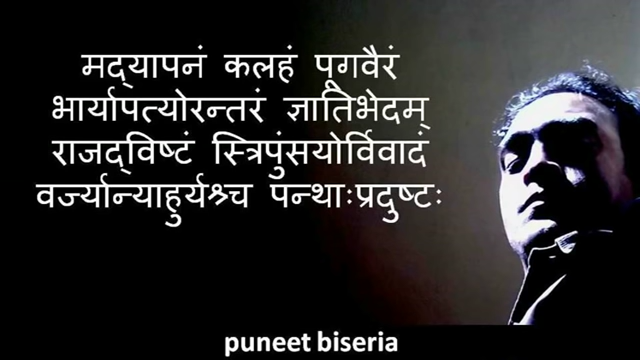 मद्यापनं कलहं पूगवैरं
भार्यापत्योरन्तरं ज्ञातिभेदम्
राजद्विष्टं स्त्रिपुंसयोर्विवादं
वर्ज्यान्याहुर्यश्च पन्थाःप्रदुष्टः
puneet biseria